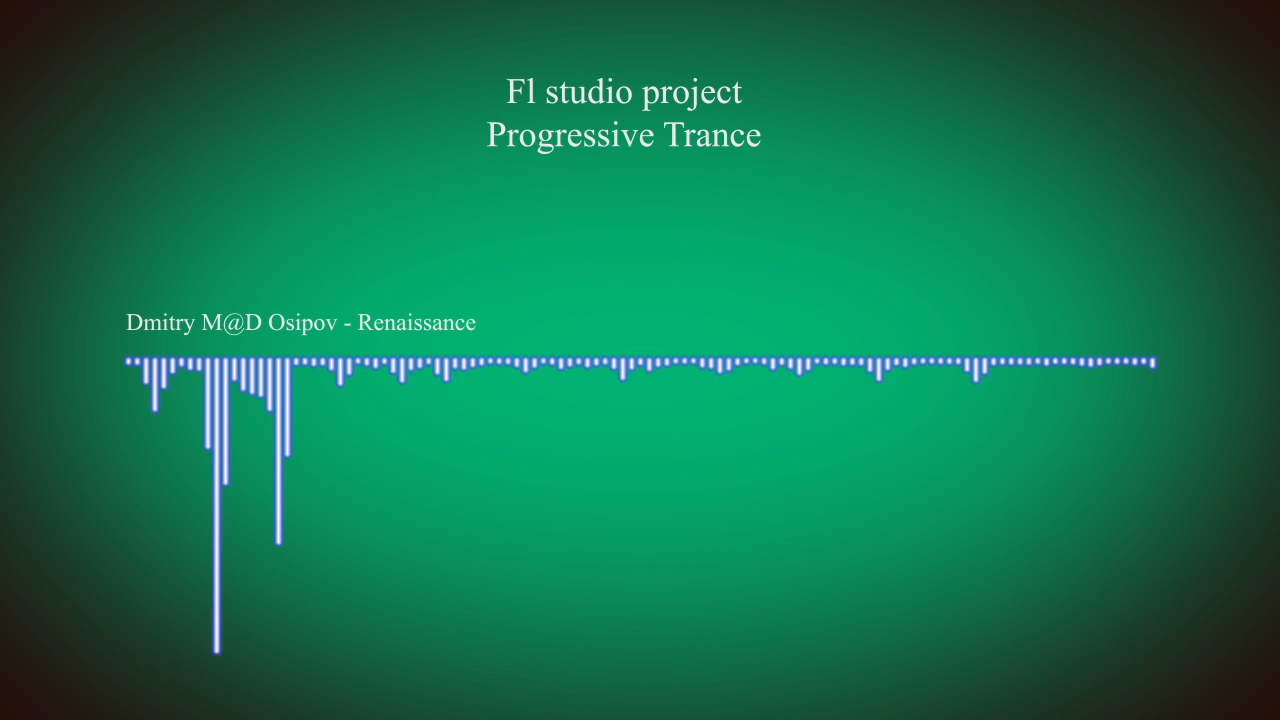 Fl studio project
Progressive Trance
Dmitry M@D Osipov - Renaissance